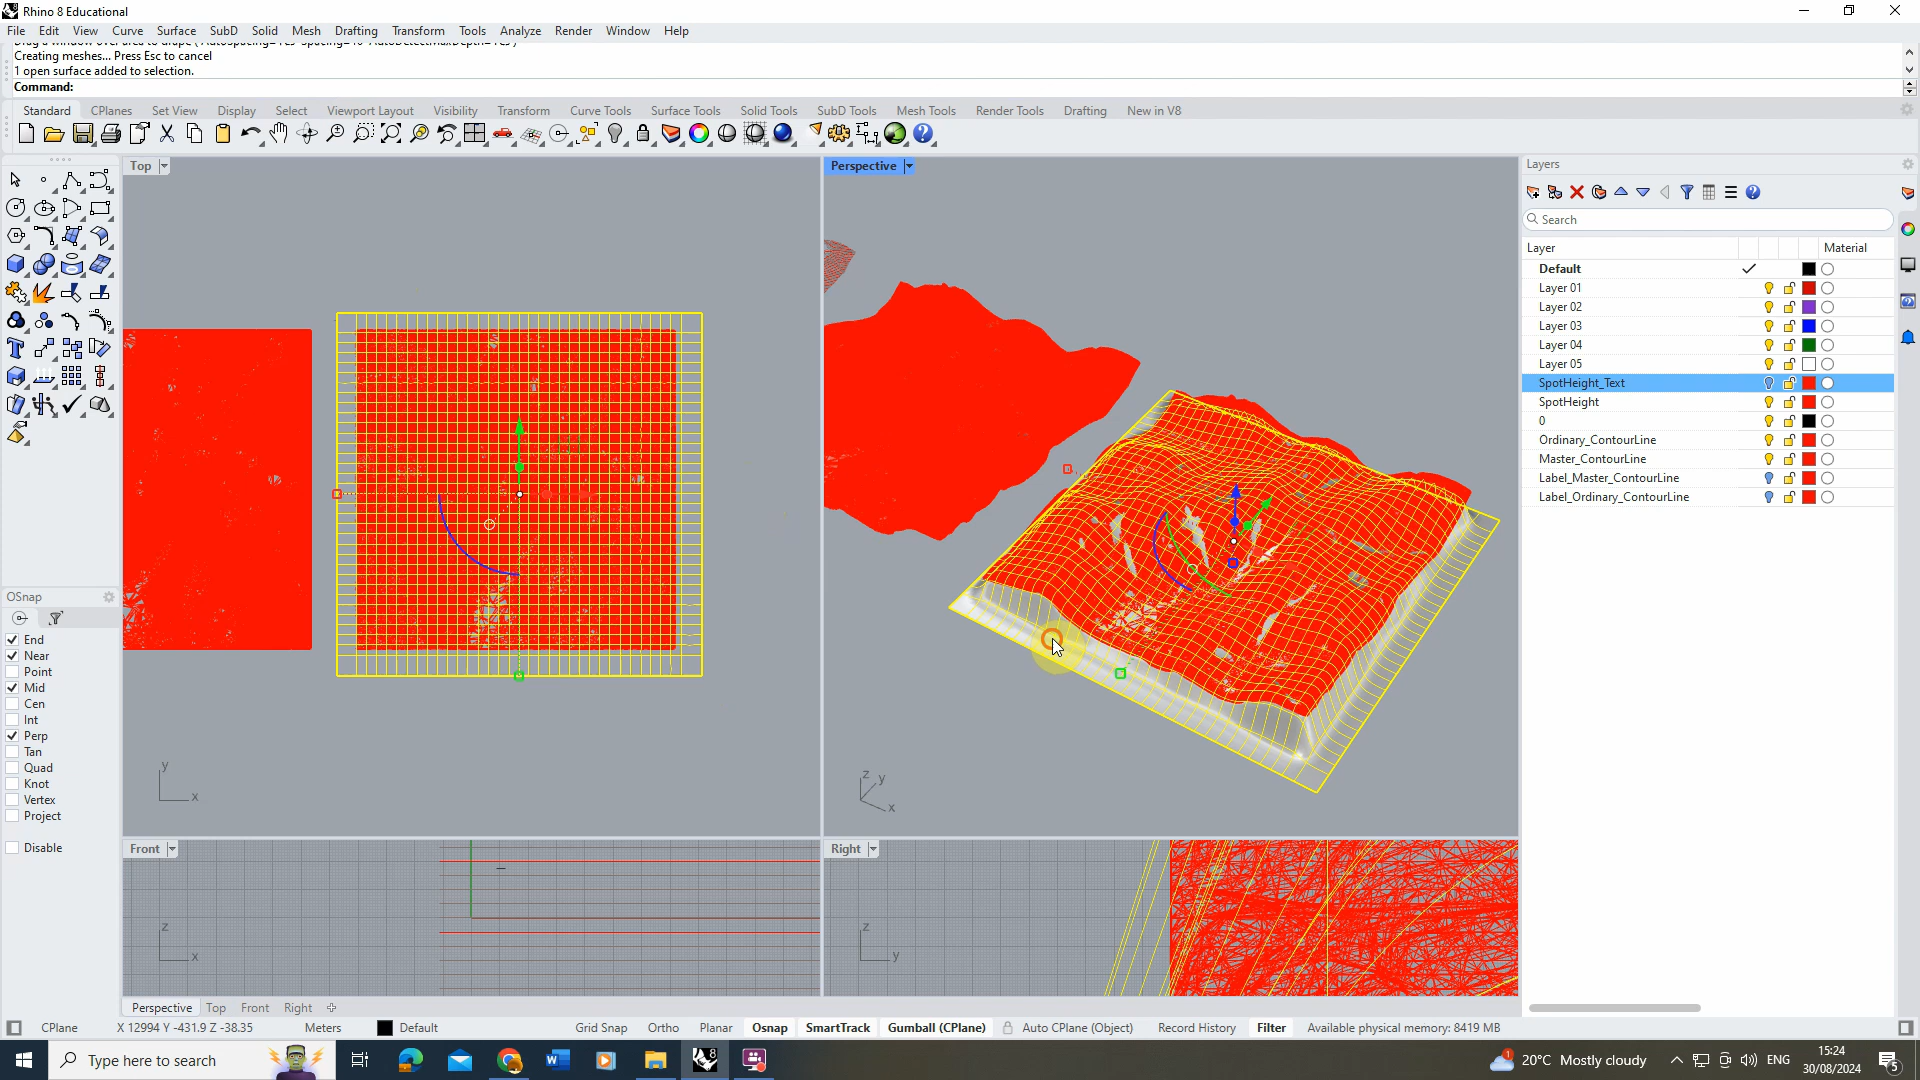 Rhino 8 Educational
File Edit View Curve Surface SubD Solid Mesh Drafting Transform Tools Analyze Render Window Help
Creating meshes... Press Esc to cancel
1 open surface added to selection.
Command:
Standard CPlanes Set View Display Select Viewport Layout Visibility Transform Curve Tools Surface Tools Solid Tools SubD Tools Mesh Tools Render Tools Drafting New in V8
Top
Perspective
Layers
Search
Layer Material
Default
Layer 01
Layer 02
Layer 03
Layer 04
Layer 05
SpotHeight_Text
SpotHeight
0
Ordinary_ContourLine
Master_ContourLine
Label_Master_ContourLine
Label_Ordinary_ContourLine
OSnap
End
Near
Point
Mid
Cen
Int
Perp
Tan
Quad
Knot
Vertex
Project
Disable
y
x
z
y
x
Front
z
x
Right
z
y
Perspective Top Front Right
CPlane X 12994 Y -431.9 Z -38.35 Meters Default Grid Snap Ortho Planar Osnap SmartTrack Gumball (CPlane) Auto CPlane (Object) Record History Filter Available physical memory: 8419 MB
Type here to search
20°C Mostly cloudy
ENG
15:24
30/08/2024
5